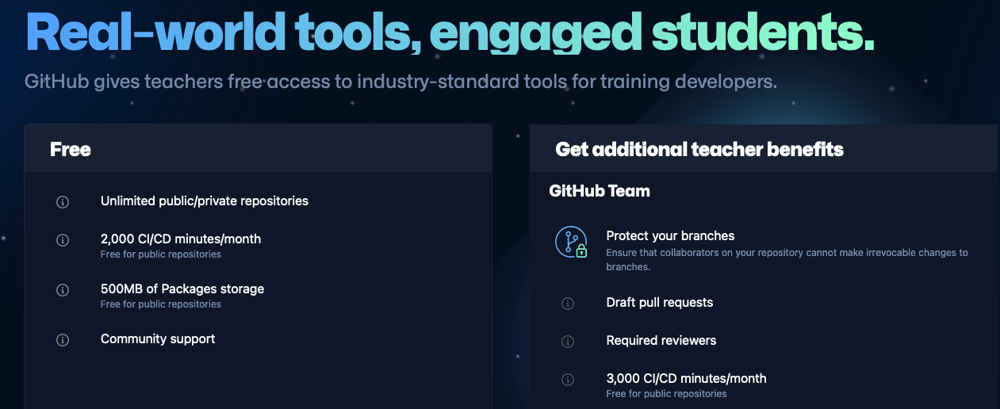 Real-world tools, engaged students.
GitHub gives teachers free access to industry-standard tools for training developers.
Free
Unlimited public/private repositories
2,000 CI/CD minutes/month
Free for public repositories
500MB of Packages storage
Free for public repositories
Community support
Get additional teacher benefits
GitHub Team
Protect your branches
Ensure that collaborators on your repository cannot make irrevocable changes to
branches.
Draft pull requests
Required reviewers
3,000 CI/CD minutes/month
Free for public repositories